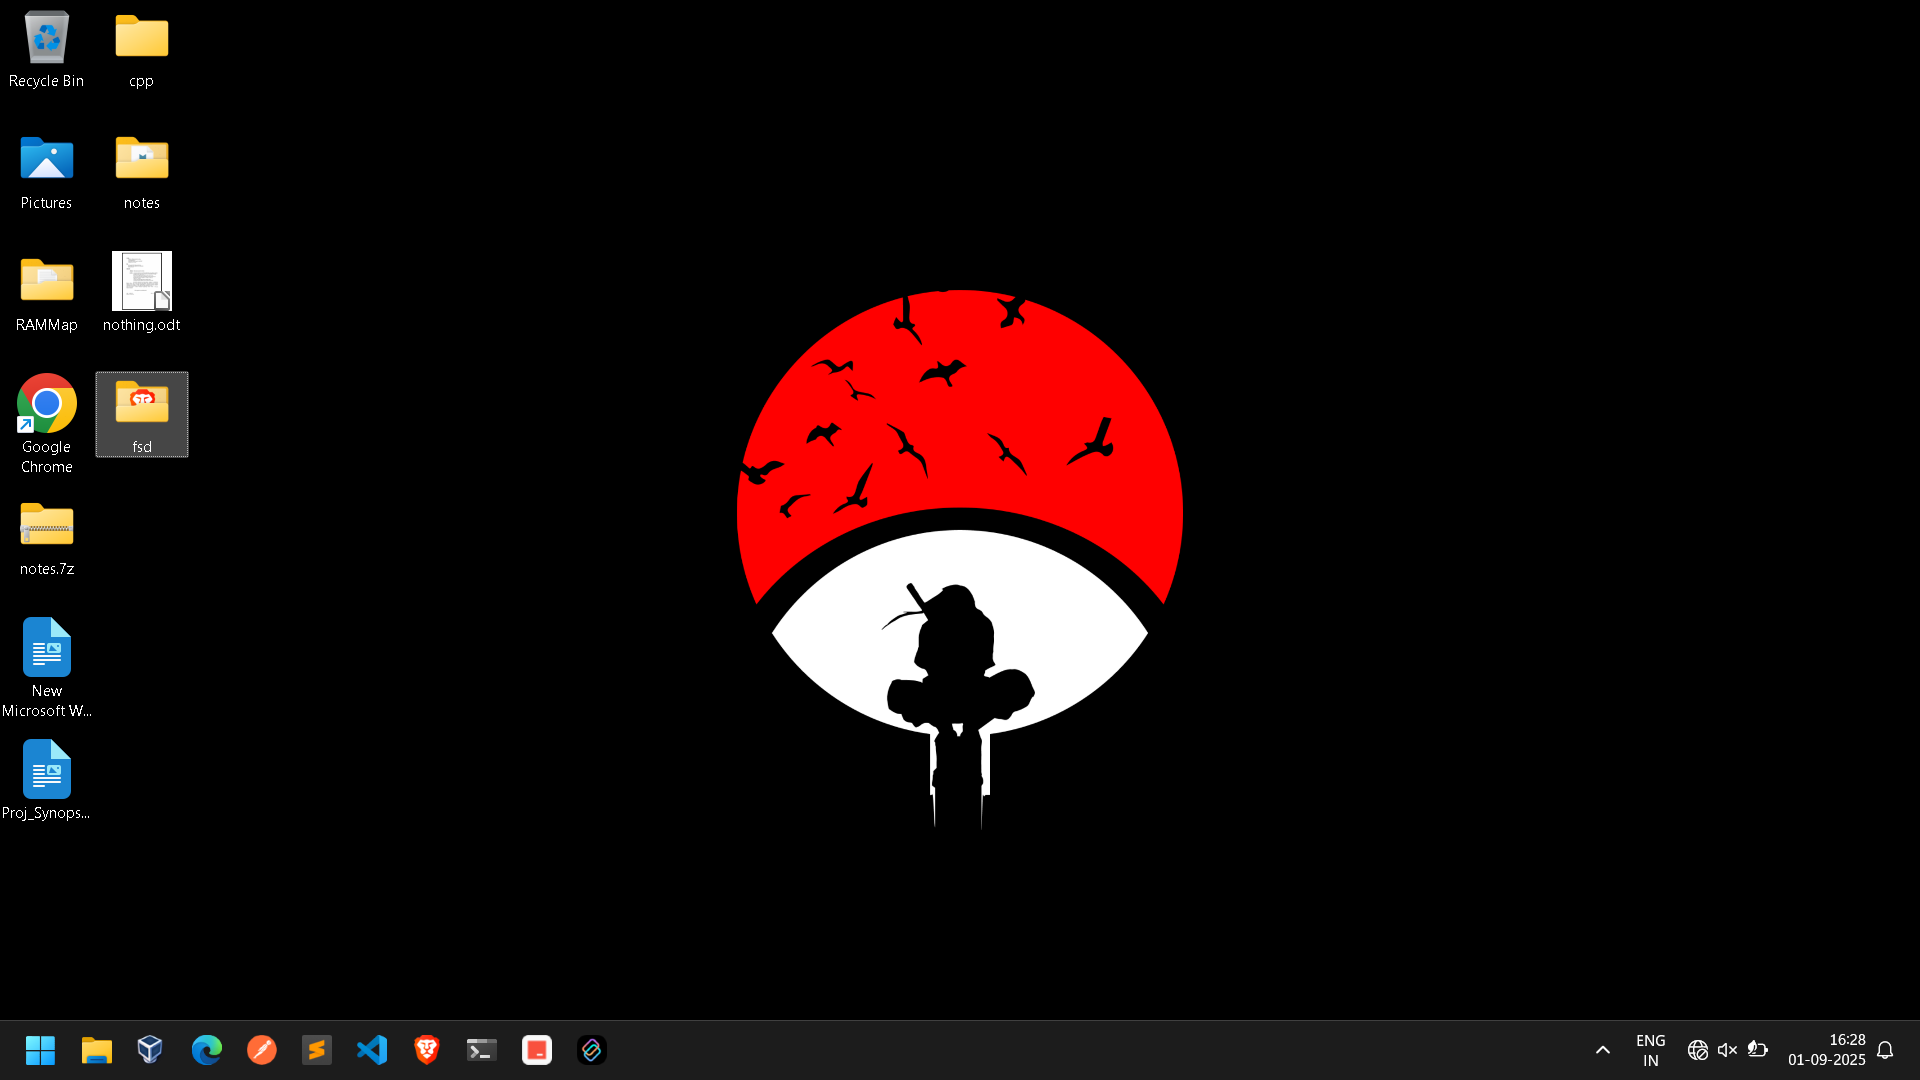 Recycle Bin
cpp
Pictures
notes
RAMMap
nothing.odt
Google
Chrome
fsd
notes.7z
New
Microsoft W...
Proj_Synops...
ENG
IN
16:28
01-09-2025